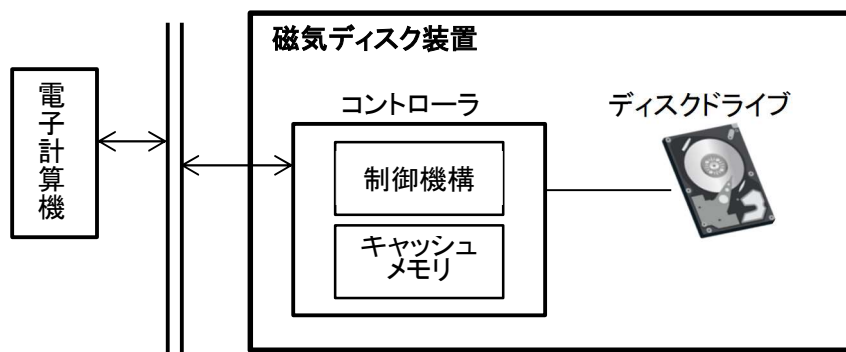 磁気ディスク装置
電子計算機
コントローラ
ディスクドライブ
制御機構
キャッシュ
メモリ